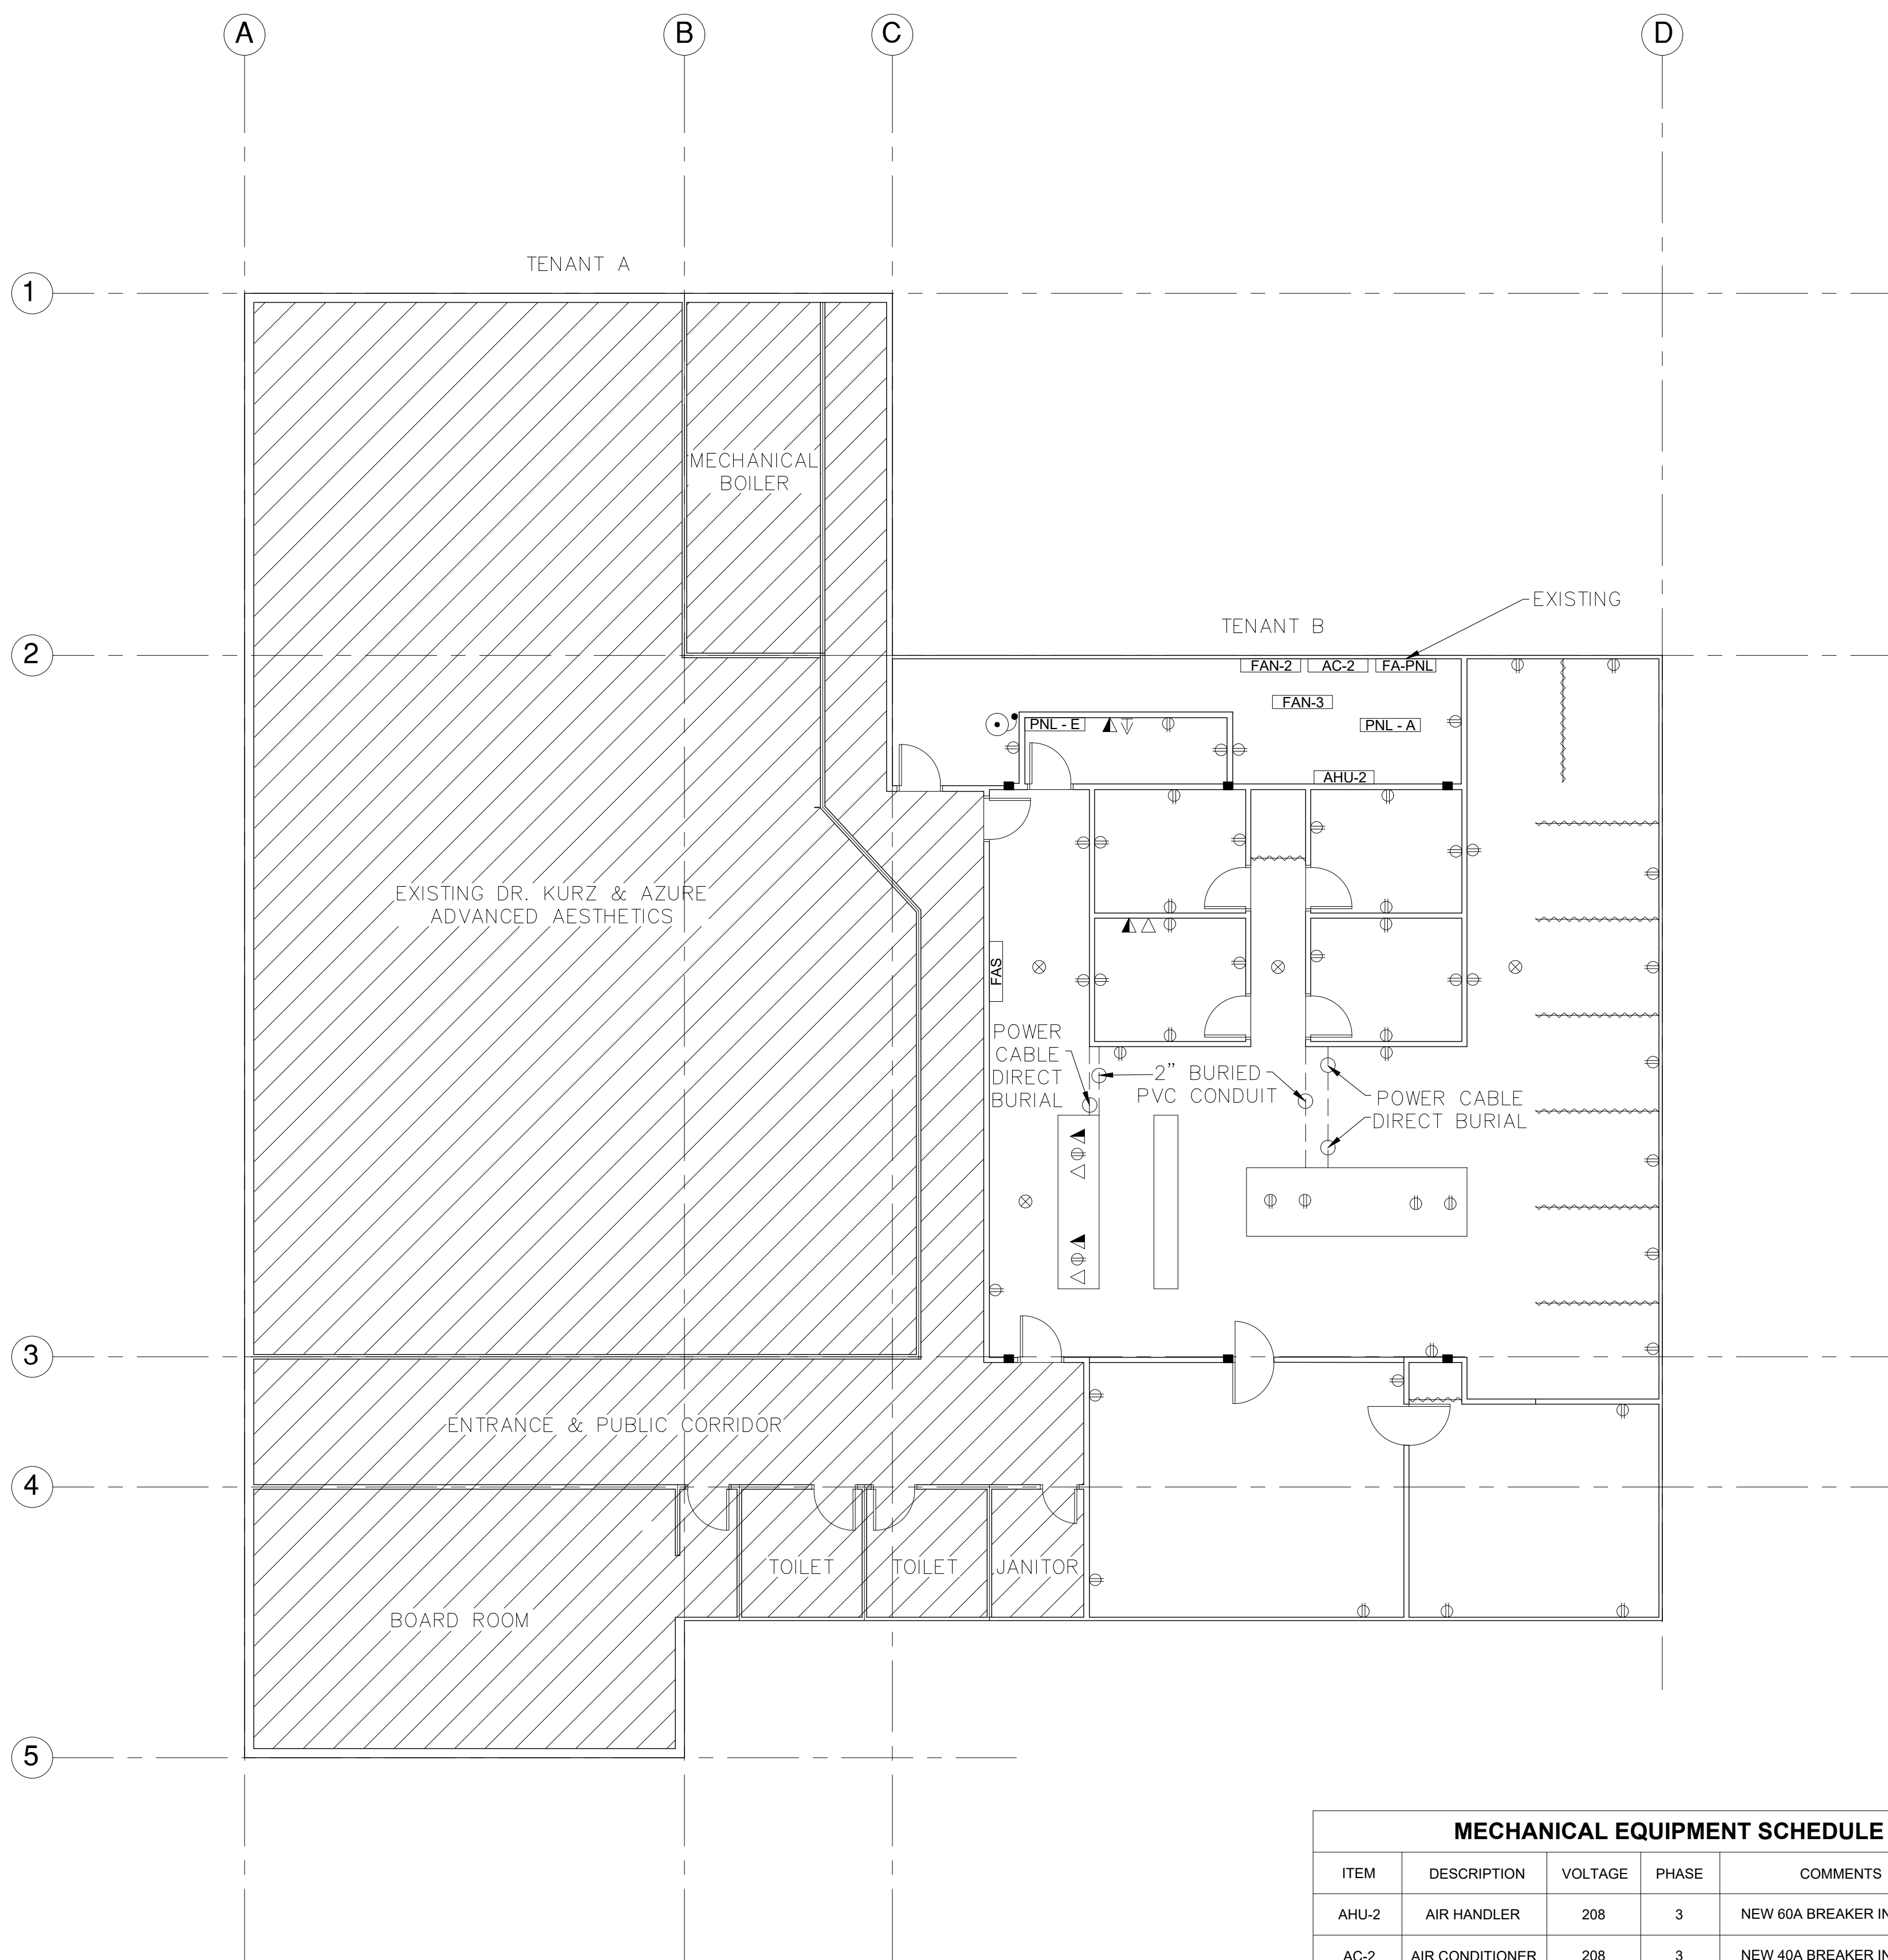 A
B
C
D
1
TENANT A
MECHANICAL
BOILER
EXISTING
TENANT B
2
FAN-2
AC-2
FA-PNL
FAN-3
PNL - E
PNL - A
AHU-2
EXISTING DR. KURZ & AZURE
ADVANCED AESTHETICS
FAS
POWER
CABLE
DIRECT
BURIAL
2” BURIED
PVC CONDUIT
POWER CABLE
DIRECT BURIAL
3
ENTRANCE & PUBLIC CORRIDOR
4
TOILET
TOILET
JANITOR
BOARD ROOM
5
MECHANICAL EQUIPMENT SCHEDULE
ITEM
DESCRIPTION
VOLTAGE
PHASE
COMMENTS
AHU-2
AIR HANDLER
208
3
NEW 60A BREAKER IN
AC-2
AIR CONDITIONER
208
3
NEW 40A BREAKER IN